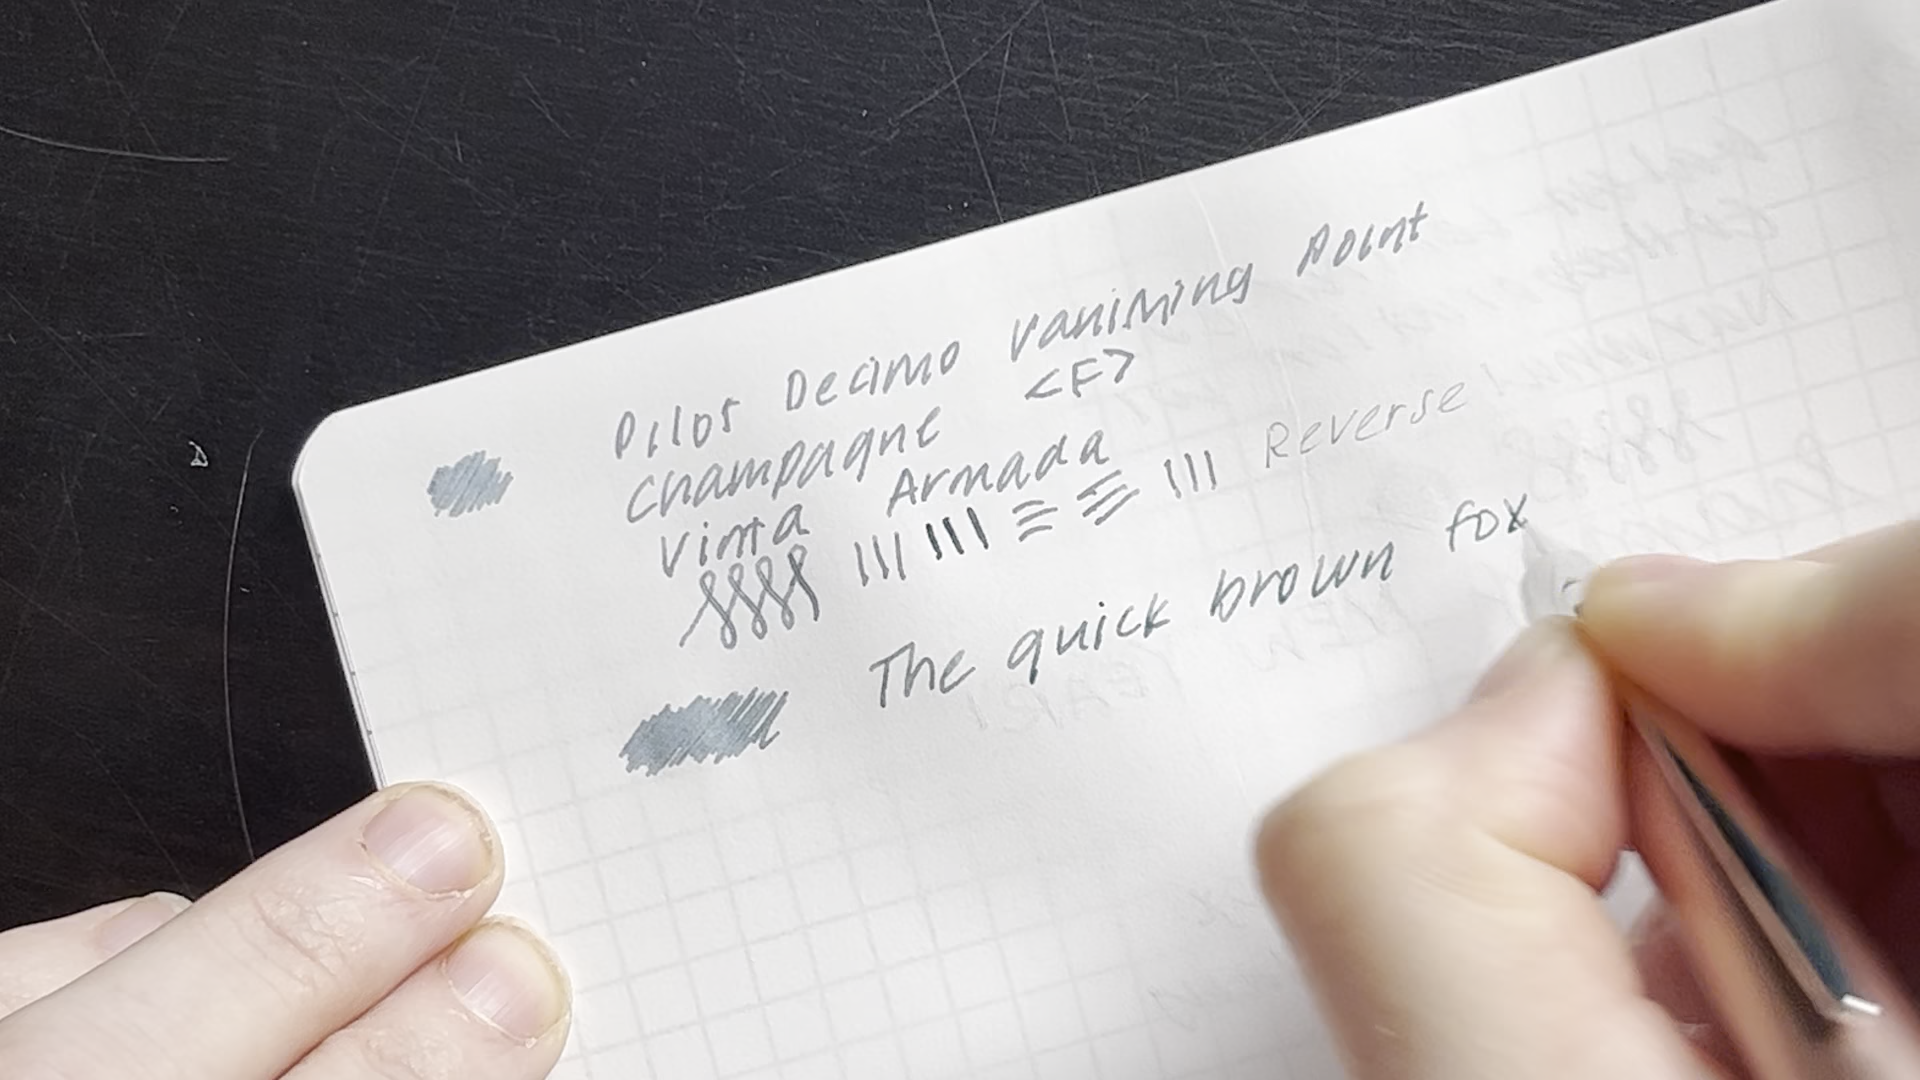 Pilot Decimo Vanishing Point
Champagne <F>
Vinta Armada
Reverse!
The quick brown fox